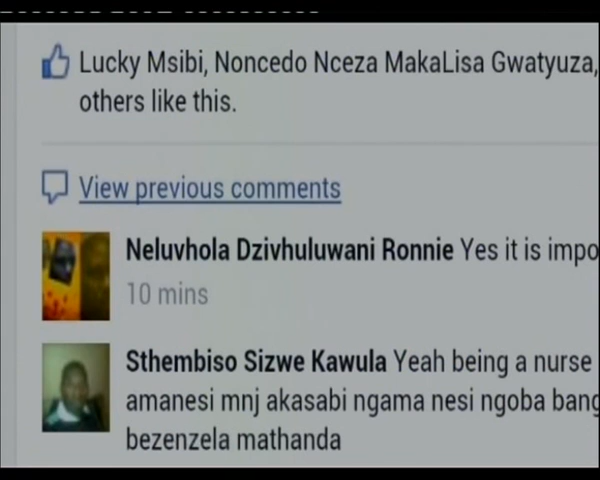 Lucky Msibi, Noncedo Nceza MakaLisa Gwatyuza,
others like this.
View previous comments
Neluvhola Dzivhuluwani Ronnie Yes it is impo
10 mins
Sthembiso Sizwe Kawula Yeah being a nurse
amanesi mnj akasabi ngama nesi ngoba bang
bezenzela mathanda